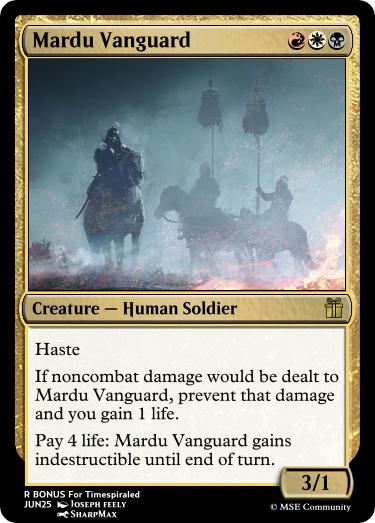 Mardu Vanguard
Creature — Human Soldier
Haste
If noncombat damage would be dealt to
Mardu Vanguard, prevent that damage
and you gain 1 life.
Pay 4 life: Mardu Vanguard gains
indestructible until end of turn.
3/1
R BONUS For Timespiraled
JUN25 Joseph Feely
SharpMax
© MSE Community